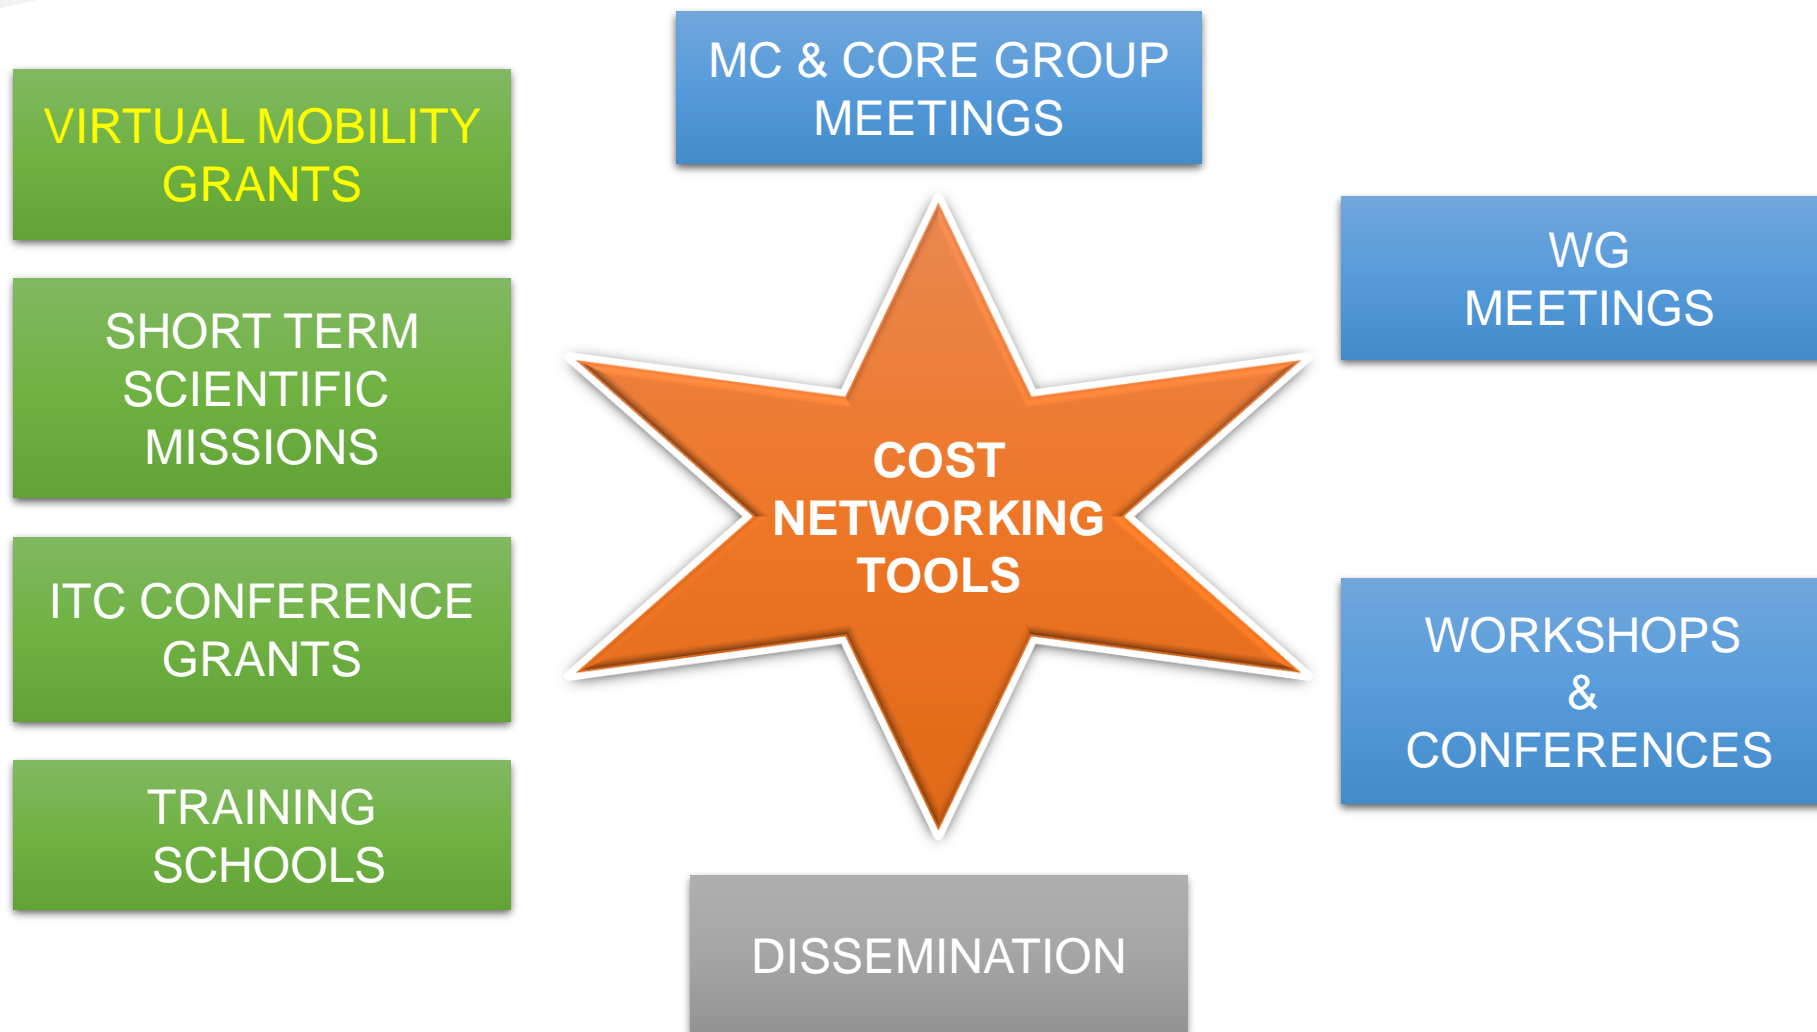 MC & CORE GROUP
MEETINGS
VIRTUAL MOBILITY
GRANTS
WG
MEETINGS
SHORT TERM
SCIENTIFIC
MISSIONS
COST
NETWORKING
TOOLS
ITC CONFERENCE
GRANTS
WORKSHOPS
&
CONFERENCES
TRAINING
SCHOOLS
DISSEMINATION